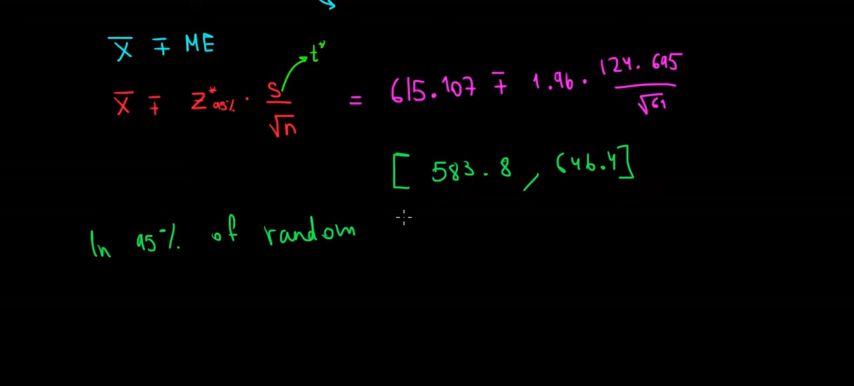 X̄ ∓ ME
t*
X̄ ∓ Z*95% · S/√n = 615.107 ∓ 1.96 · 124.695/√61
[ 583.8 , 646.4]
In 95% of random